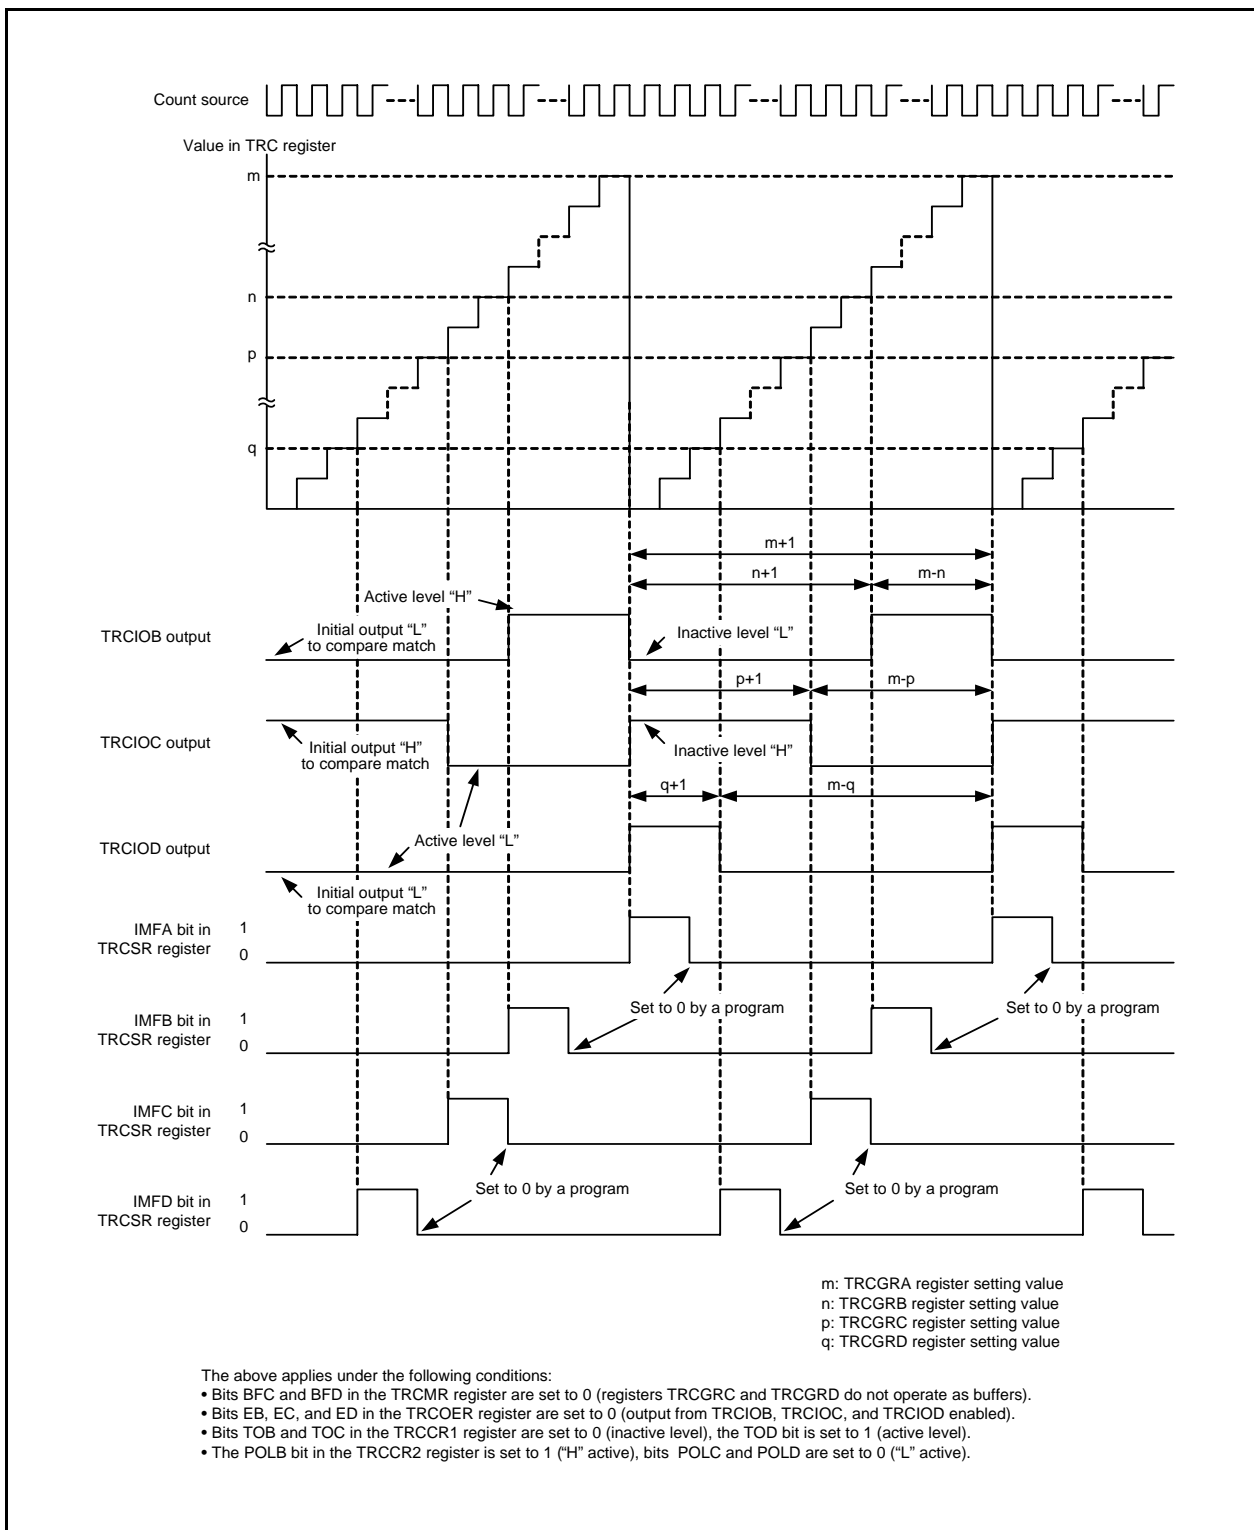 Count source
Value in TRC register
m
n
p
q
m+1
n+1
m-n
Active level “H”
TRCIOB output
Initial output “L”
to compare match
Inactive level “L”
p+1
m-p
TRCIOC output
Initial output “H”
to compare match
Inactive level “H”
q+1
m-q
Active level “L”
TRCIOD output
Initial output “L”
to compare match
IMFA bit in
TRCSR register
1
0
Set to 0 by a program
Set to 0 by a program
IMFB bit in
TRCSR register
1
0
IMFC bit in
TRCSR register
1
0
Set to 0 by a program
Set to 0 by a program
IMFD bit in
TRCSR register
1
0
m: TRCGRA register setting value
n: TRCGRB register setting value
p: TRCGRC register setting value
q: TRCGRD register setting value
The above applies under the following conditions:
• Bits BFC and BFD in the TRCMR register are set to 0 (registers TRCGRC and TRCGRD do not operate as buffers).
• Bits EB, EC, and ED in the TRCOER register are set to 0 (output from TRCIOB, TRCIOC, and TRCIOD enabled).
• Bits TOB and TOC in the TRCCR1 register are set to 0 (inactive level), the TOD bit is set to 1 (active level).
• The POLB bit in the TRCCR2 register is set to 1 (“H” active), bits POLC and POLD are set to 0 (“L” active).